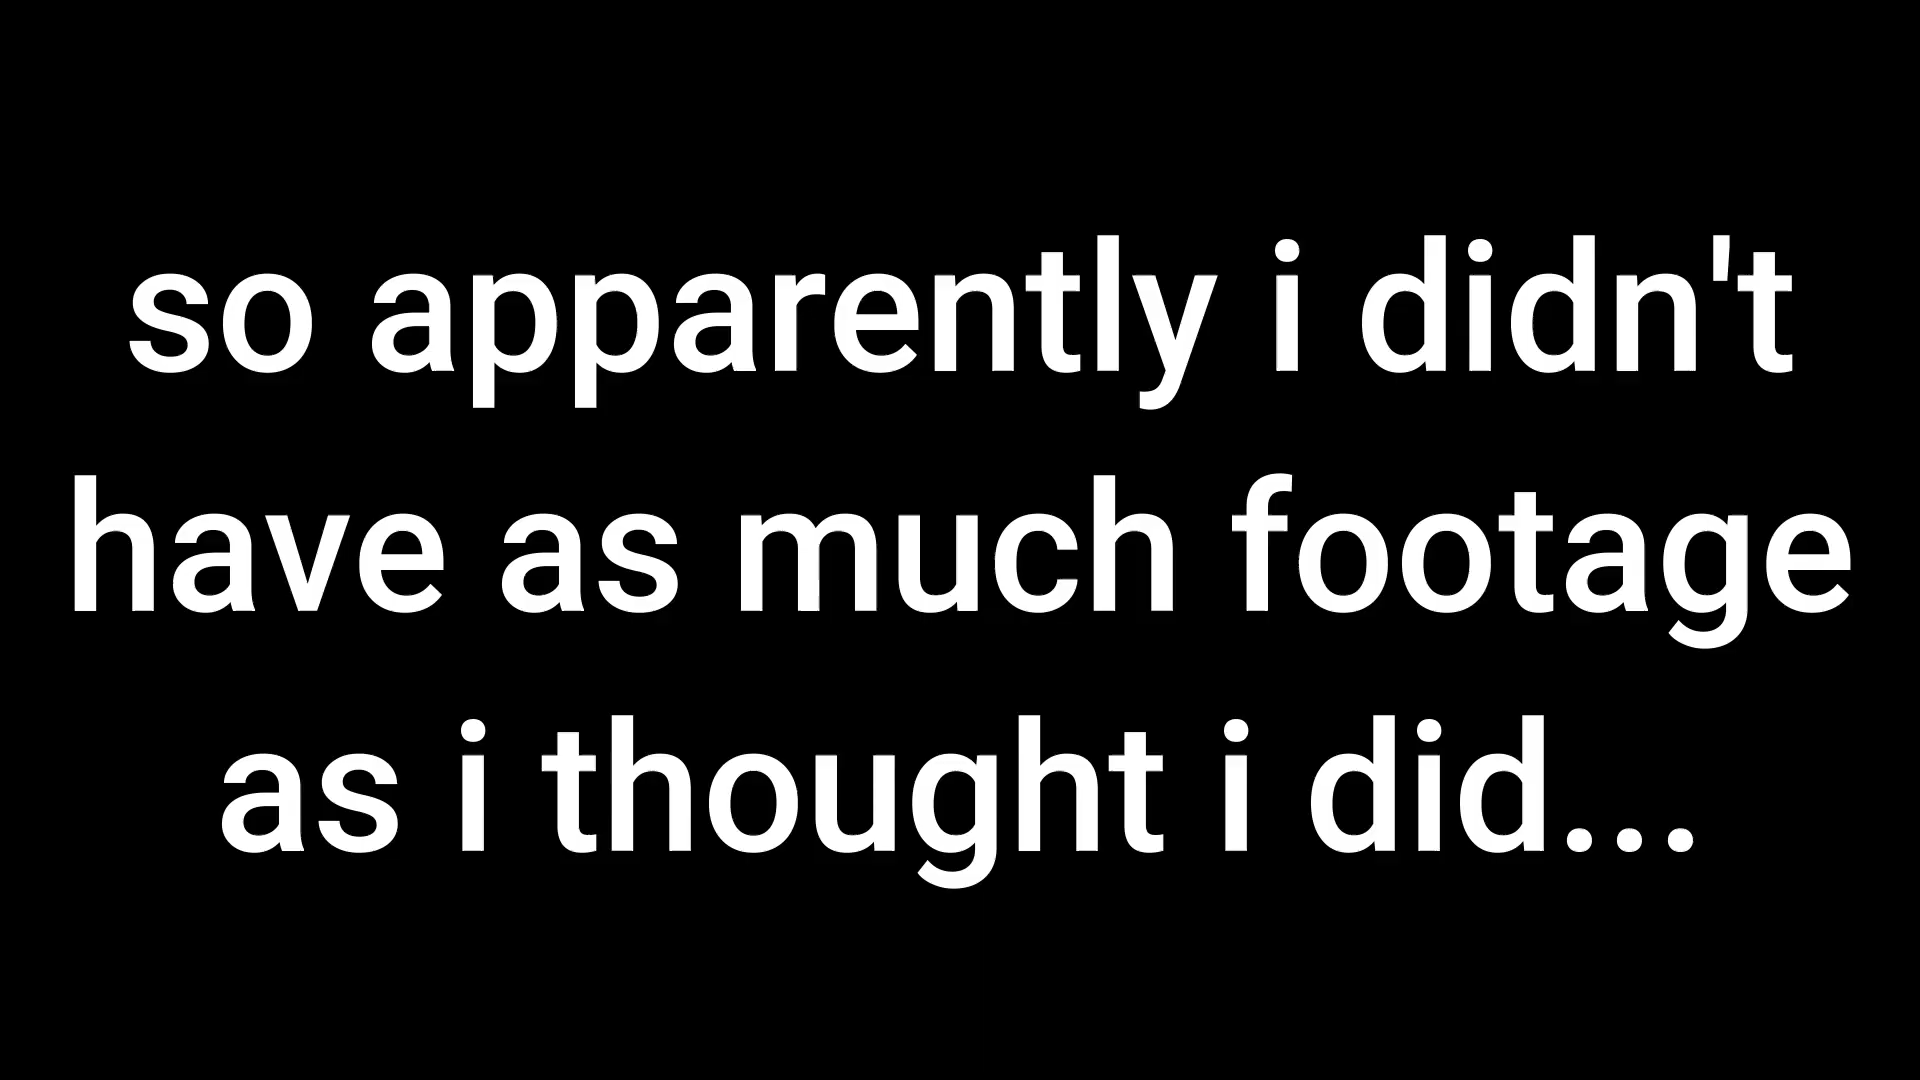 so apparently i didn't
have as much footage
as i thought i did...